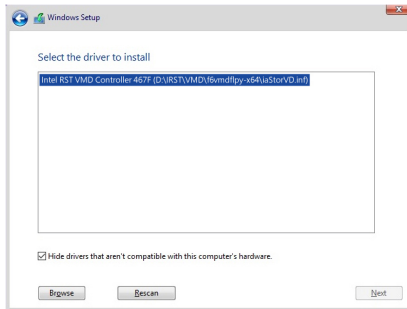 Windows Setup
Select the driver to install
Intel RST VMD Controller 467F (D:\IRST\VMD\f6vmdflpy-x64\iaStorVD.inf)
Hide drivers that aren't compatible with this computer's hardware.
Browse
Rescan
Next